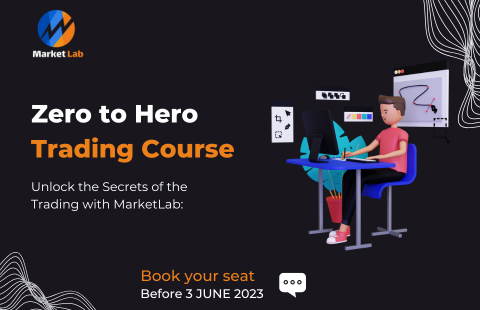 Market Lab
Zero to Hero
Trading Course
Unlock the Secrets of the
Trading with MarketLab:
Book your seat
Before 3 JUNE 2023